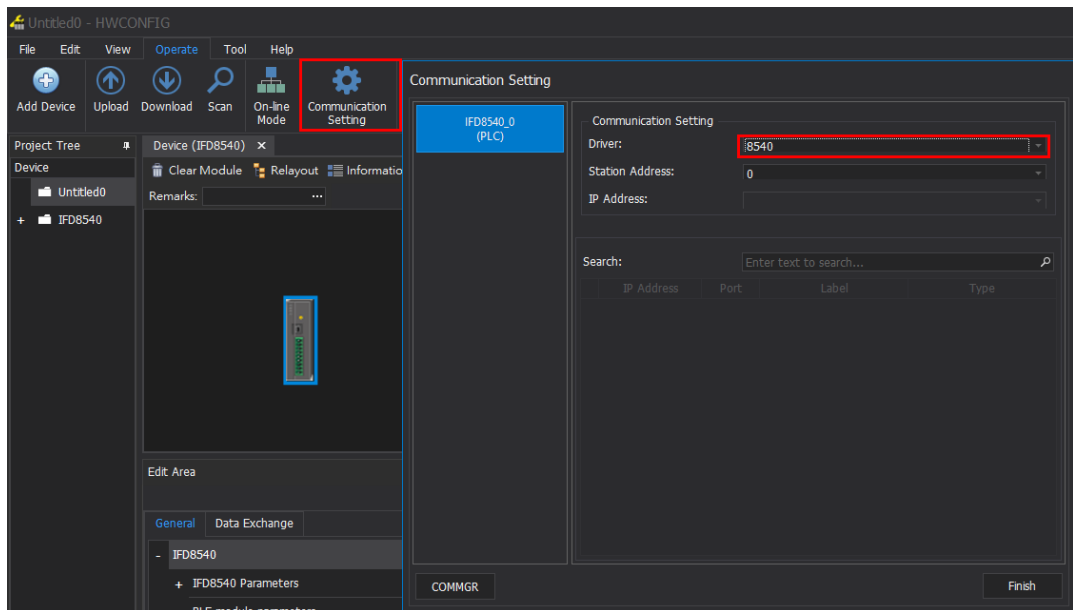 Untitled0 - HWCONFIG
File Edit View Operate Tool Help
Add Device Upload Download Scan On-line Mode Communication Setting
Project Tree
Device
Untitled0
+ IFD8540
Device (IFD8540) ×
Clear Module Relayout Informatio
Remarks: ...
Edit Area
General Data Exchange
- IFD8540
+ IFD8540 Parameters
Communication Setting
IFD8540_0
(PLC)
Communication Setting
Driver: 8540
Station Address: 0
IP Address:
Search: Enter text to search...
IP Address Port Label Type
COMMGR Finish